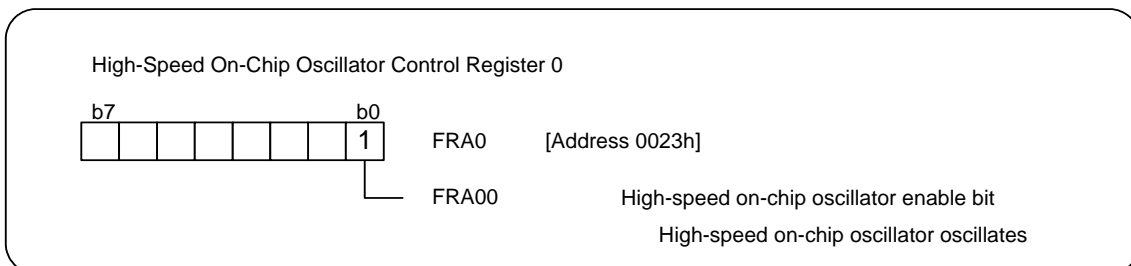 High-Speed On-Chip Oscillator Control Register 0
b7 b0
1 FRA0 [Address 0023h]
FRA00 High-speed on-chip oscillator enable bit
High-speed on-chip oscillator oscillates